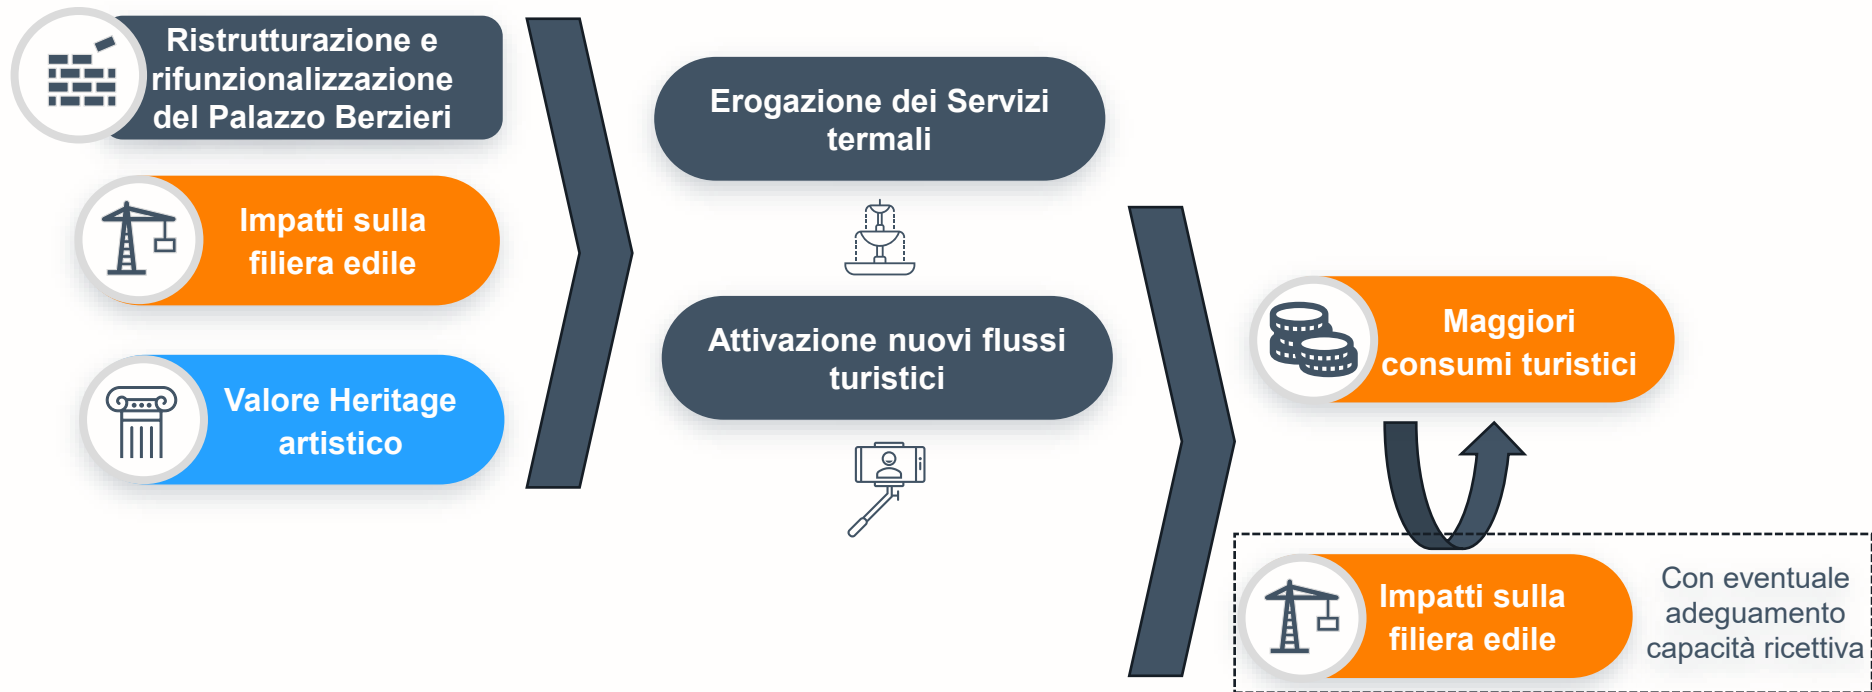 Ristrutturazione e
rifunzionalizzazione
del Palazzo Berzieri
Impatti sulla
filiera edile
Valore Heritage
artistico
Erogazione dei Servizi
termali
Attivazione nuovi flussi
turistici
Maggiori
consumi turistici
Impatti sulla
filiera edile
Con eventuale
adeguamento
capacità ricettiva